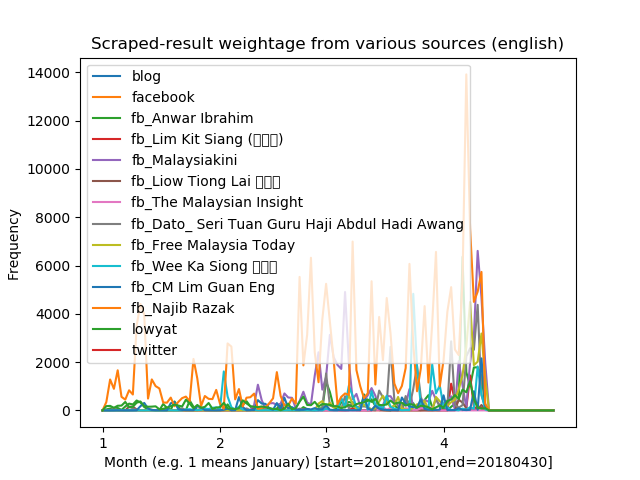 Scraped-result weightage from various sources (english)
14000
12000
10000
8000
6000
4000
2000
0
Frequency
blog
facebook
fb_Anwar Ibrahim
fb_Lim Kit Siang (□□□)
fb_Malaysiakini
fb_Liow Tiong Lai □□□
fb_The Malaysian Insight
fb_Dato_ Seri Tuan Guru Haji Abdul Hadi Awang
fb_Free Malaysia Today
fb_Wee Ka Siong □□□
fb_CM Lim Guan Eng
fb_Najib Razak
lowyat
twitter
1 2 3 4
Month (e.g. 1 means January) [start=20180101,end=20180430]